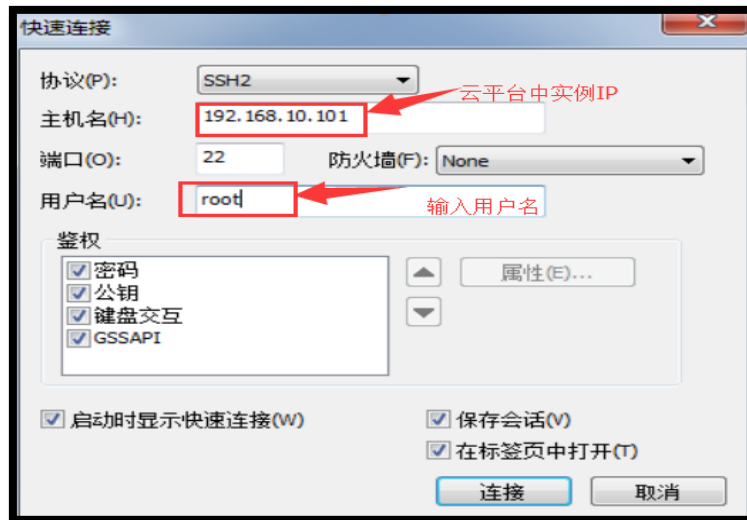 快速连接
协议(P): SSH2
云平台中实例IP
主机名(H): 192.168.10.101
端口(O): 22 防火墙(F): None
用户名(U): root 输入用户名
鉴权
密码 属性(E)...
公钥
键盘交互
GSSAPI
启动时显示快速连接(W) 保存会话(V)
在标签页中打开(T)
连接 取消